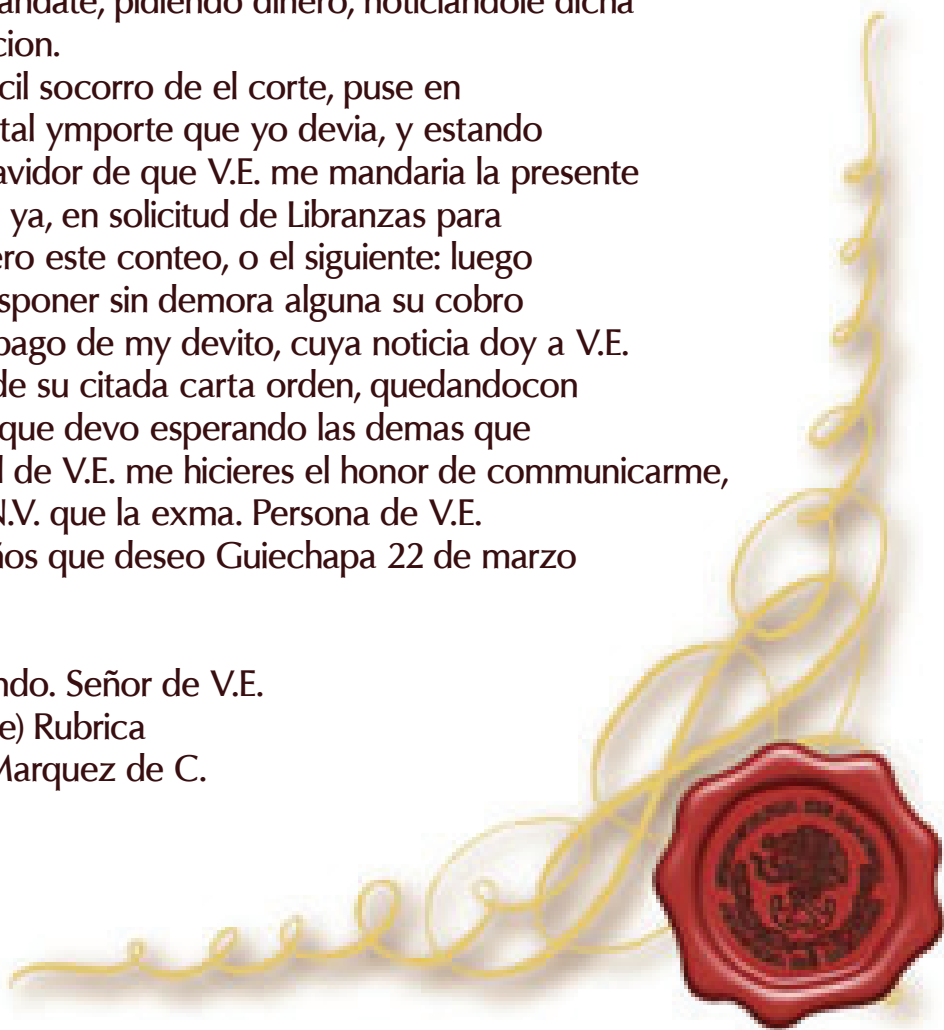 andate, pidiendo dinero, noticiandole dicha
cion.
cil socorro de el corte, puse en
tal ymporte que yo devia, y estando
avidor de que V.E. me mandaria la presente
ya, en solicitud de Libranzas para
ero este conteo, o el siguiente: luego
sponer sin demora alguna su cobro
pago de my devito, cuya noticia doy a V.E.
de su citada carta orden, quedandocon
que devo esperando las demas que
l de V.E. me hicieres el honor de communicarme,
N.V. que la exma. Persona de V.E.
ños que deseo Guiechapa 22 de marzo
ndo. Señor de V.E.
e) Rubrica
Marquez de C.